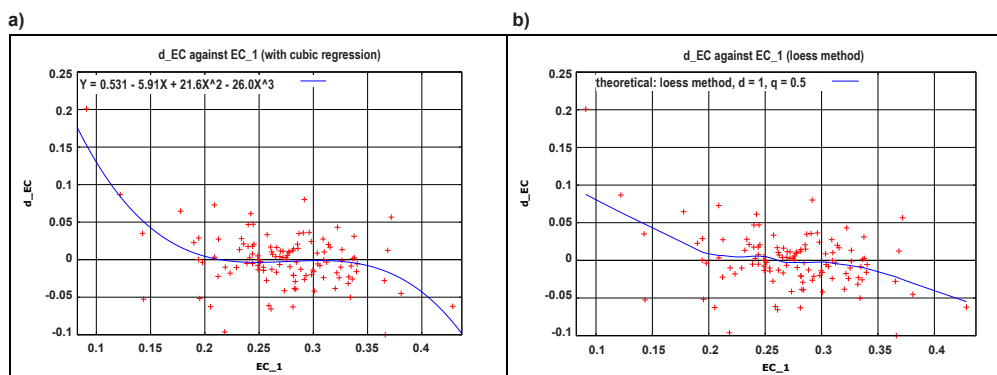 a)
d_EC against EC_1 (with cubic regression)
Y = 0.531 - 5.91X + 21.6X^2 - 26.0X^3
0.25
0.2
0.15
0.1
0.05
0
-0.05
-0.1
d_EC
0.1 0.15 0.2 0.25 0.3 0.35 0.4
EC_1
b)
d_EC against EC_1 (loess method)
theoretical: loess method, d = 1, q = 0.5
0.25
0.2
0.15
0.1
0.05
0
-0.05
-0.1
d_EC
0.1 0.15 0.2 0.25 0.3 0.35 0.4
EC_1